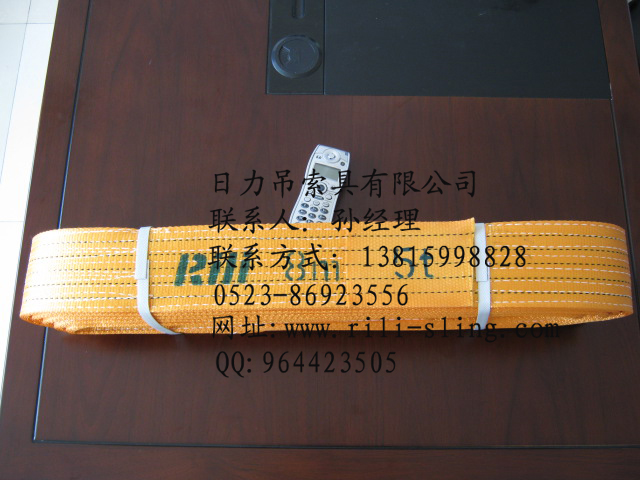 日力吊索具有限公司
联系人：孙经理
联系方式：13815998828
0523-86923556
网址:www.rili-sling.com
QQ:964423505
8m 5t